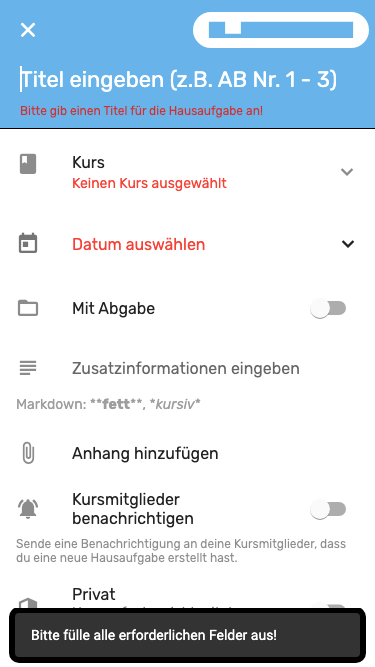 Titel eingeben (z.B. AB Nr. 1 - 3)
Bitte gib einen Titel für die Hausaufgabe an!
Kurs
Keinen Kurs ausgewählt
Datum auswählen
Mit Abgabe
Zusatzinformationen eingeben
Markdown: **fett**, *kursiv*
Anhang hinzufügen
Kursmitglieder
benachrichtigen
Sende eine Benachrichtigung an deine Kursmitglieder, dass
du eine neue Hausaufgabe erstellt hast.
Privat
Bitte fülle alle erforderlichen Felder aus!